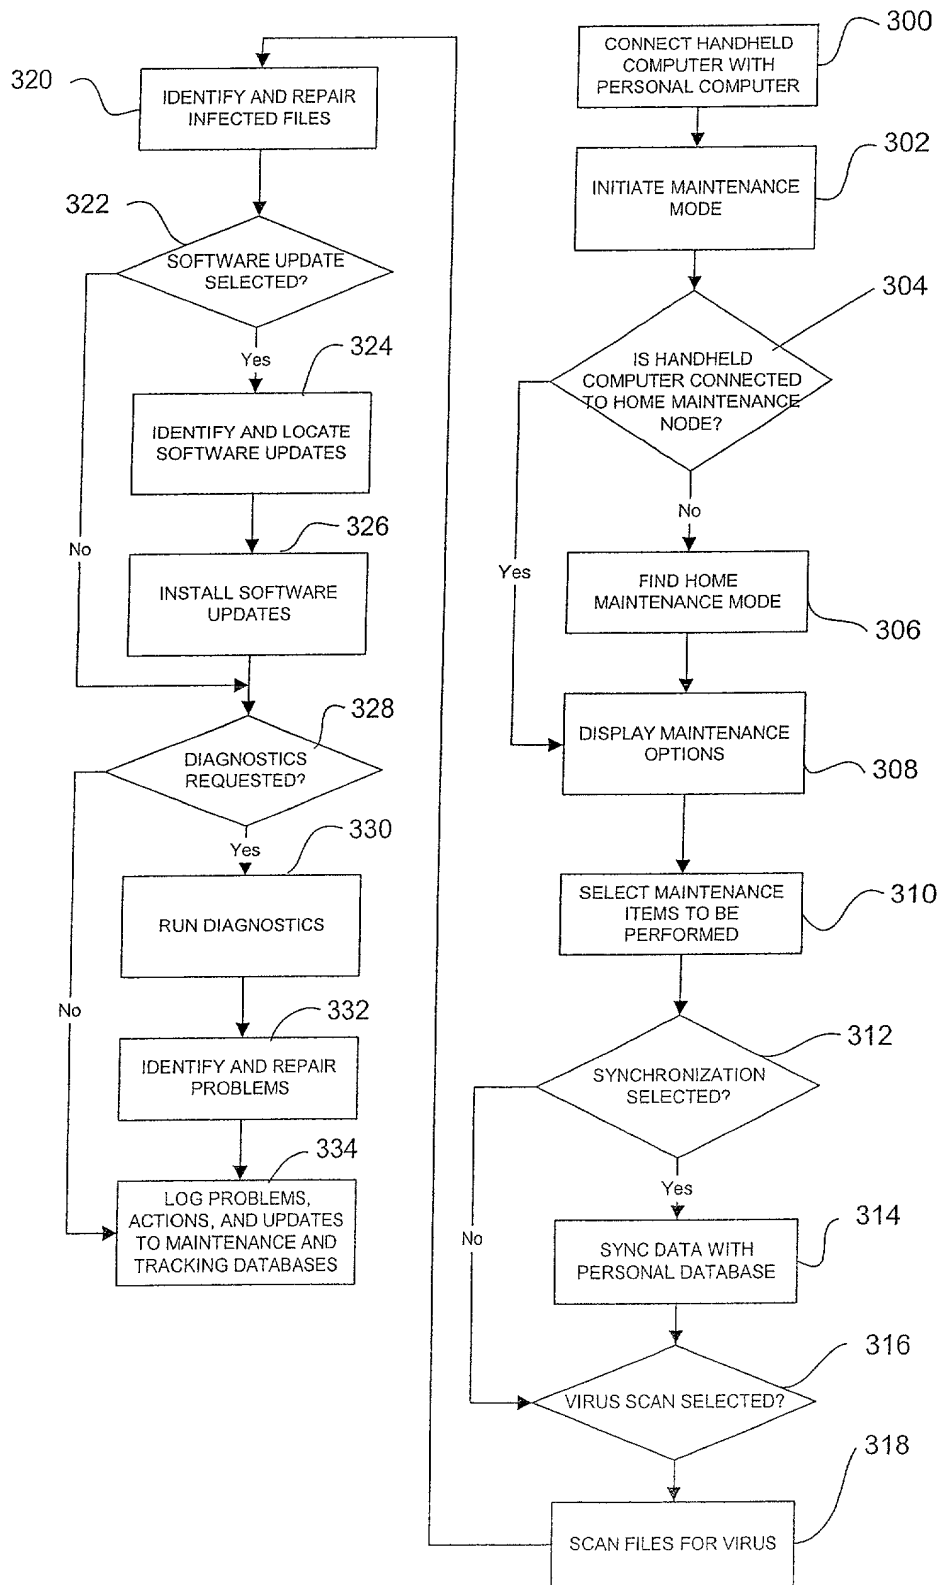 300
CONNECT HANDHELD
COMPUTER WITH
PERSONAL COMPUTER
302
INITIATE MAINTENANCE
MODE
304
IS HANDHELD
COMPUTER CONNECTED
TO HOME MAINTENANCE
NODE?
No
Yes
FIND HOME
MAINTENANCE MODE
306
DISPLAY MAINTENANCE
OPTIONS
308
SELECT MAINTENANCE
ITEMS TO BE
PERFORMED
310
312
SYNCHRONIZATION
SELECTED?
Yes
No
314
SYNC DATA WITH
PERSONAL DATABASE
316
VIRUS SCAN SELECTED?
318
SCAN FILES FOR VIRUS
320
IDENTIFY AND REPAIR
INFECTED FILES
322
SOFTWARE UPDATE
SELECTED?
Yes
324
IDENTIFY AND LOCATE
SOFTWARE UPDATES
326
No
INSTALL SOFTWARE
UPDATES
328
DIAGNOSTICS
REQUESTED?
Yes
330
RUN DIAGNOSTICS
No
332
IDENTIFY AND REPAIR
PROBLEMS
334
LOG PROBLEMS,
ACTIONS, AND UPDATES
TO MAINTENANCE AND
TRACKING DATABASES